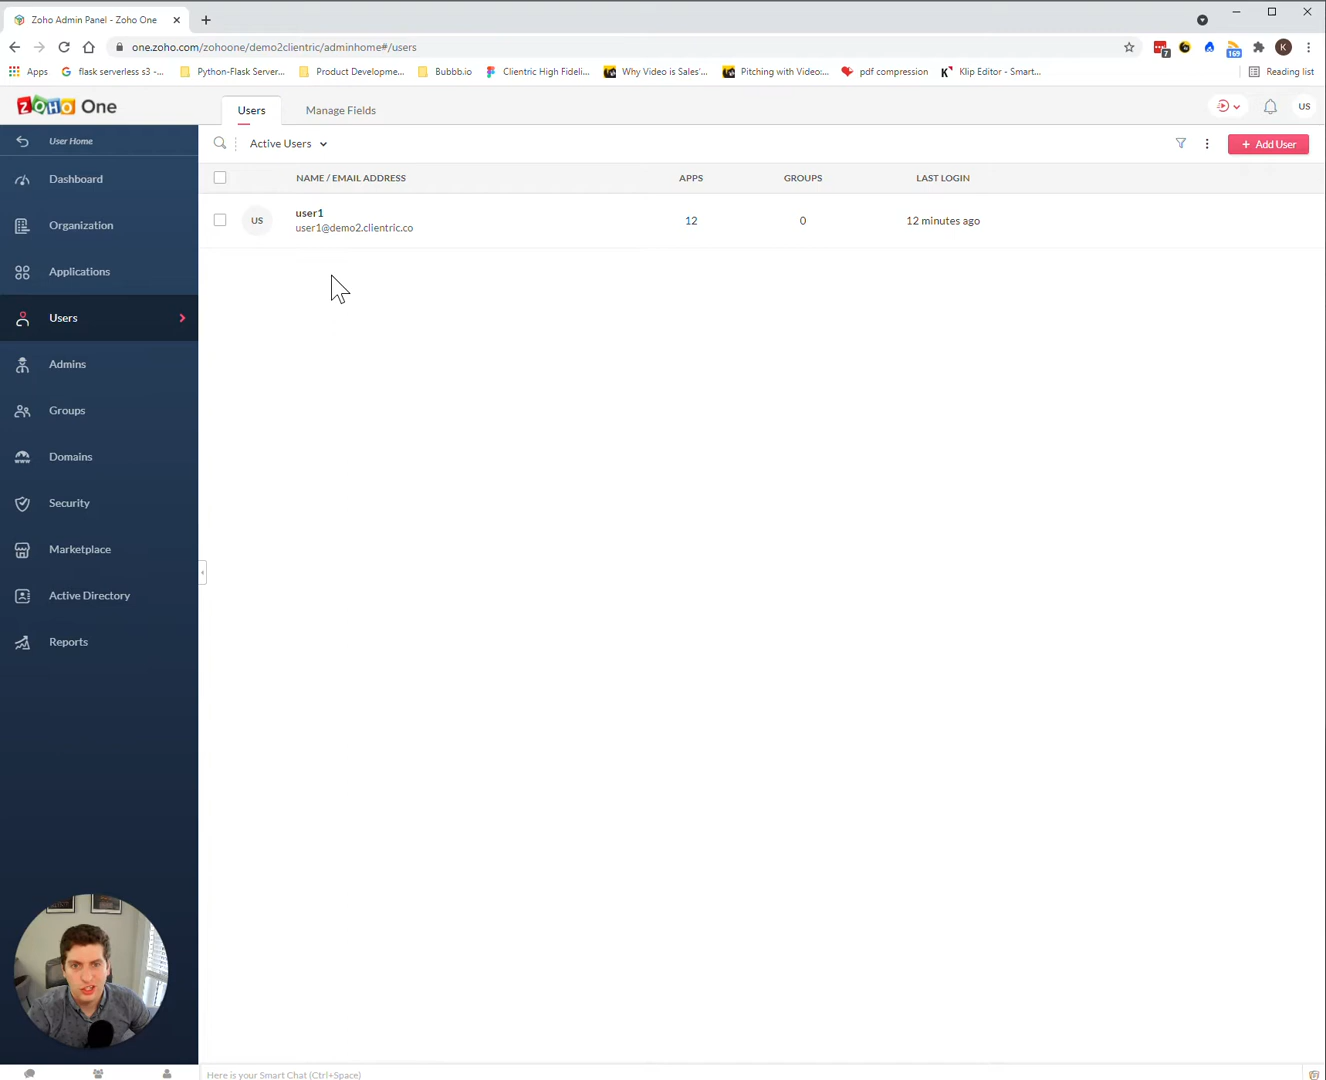 Zoho Admin Panel - Zoho One
one.zoho.com/zohoone/demo2clientric/adminhome#/users
7
169
K
Apps
flask serverless s3 -...
Python-Flask Server...
Product Developme...
Bubbb.io
Clientric High Fideli...
Why Video is Sales'...
Pitching with Video:...
pdf compression
Klip Editor - Smart...
Reading list
ZOHO One
Users
Manage Fields
US
User Home
Active Users
+ Add User
NAME / EMAIL ADDRESS
APPS
GROUPS
LAST LOGIN
US
user1
user1@demo2.clientric.co
12
0
12 minutes ago
Dashboard
Organization
Applications
Users
Admins
Groups
Domains
Security
Marketplace
Active Directory
Reports
Here is your Smart Chat (Ctrl+Space)